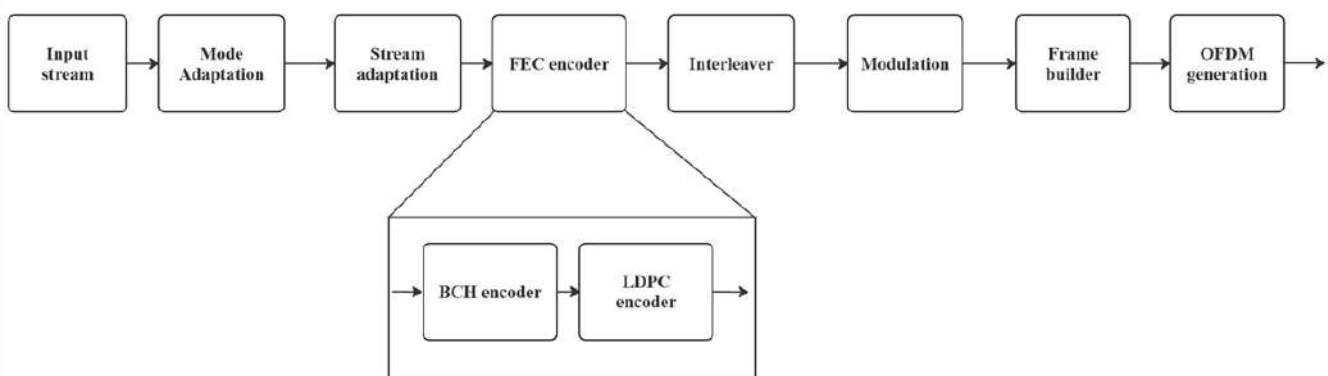 Input
stream
Mode
Adaptation
Stream
adaptation
FEC encoder
Interleaver
Modulation
Frame
builder
OFDM
generation
BCH encoder
LDPC
encoder